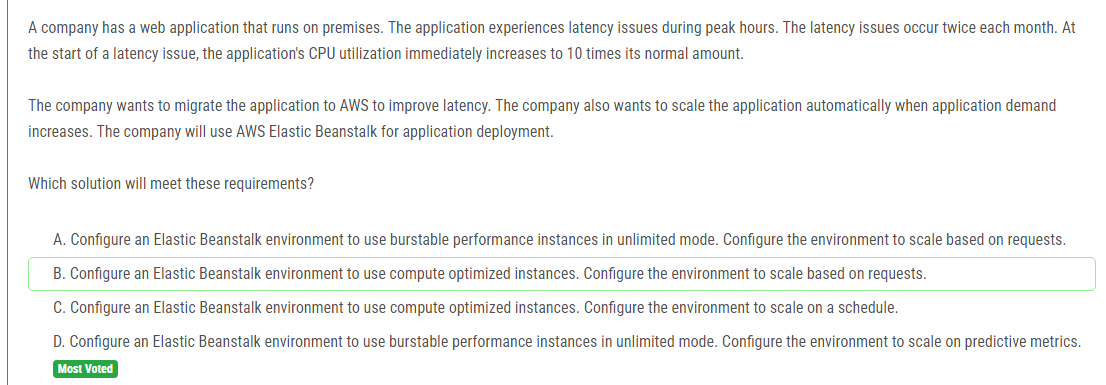 A company has a web application that runs on premises. The application experiences latency issues during peak hours. The latency issues occur twice each month. At
the start of a latency issue, the application's CPU utilization immediately increases to 10 times its normal amount.
The company wants to migrate the application to AWS to improve latency. The company also wants to scale the application automatically when application demand
increases. The company will use AWS Elastic Beanstalk for application deployment.
Which solution will meet these requirements?
A. Configure an Elastic Beanstalk environment to use burstable performance instances in unlimited mode. Configure the environment to scale based on requests.
B. Configure an Elastic Beanstalk environment to use compute optimized instances. Configure the environment to scale based on requests.
C. Configure an Elastic Beanstalk environment to use compute optimized instances. Configure the environment to scale on a schedule.
D. Configure an Elastic Beanstalk environment to use burstable performance instances in unlimited mode. Configure the environment to scale on predictive metrics.
Most Voted